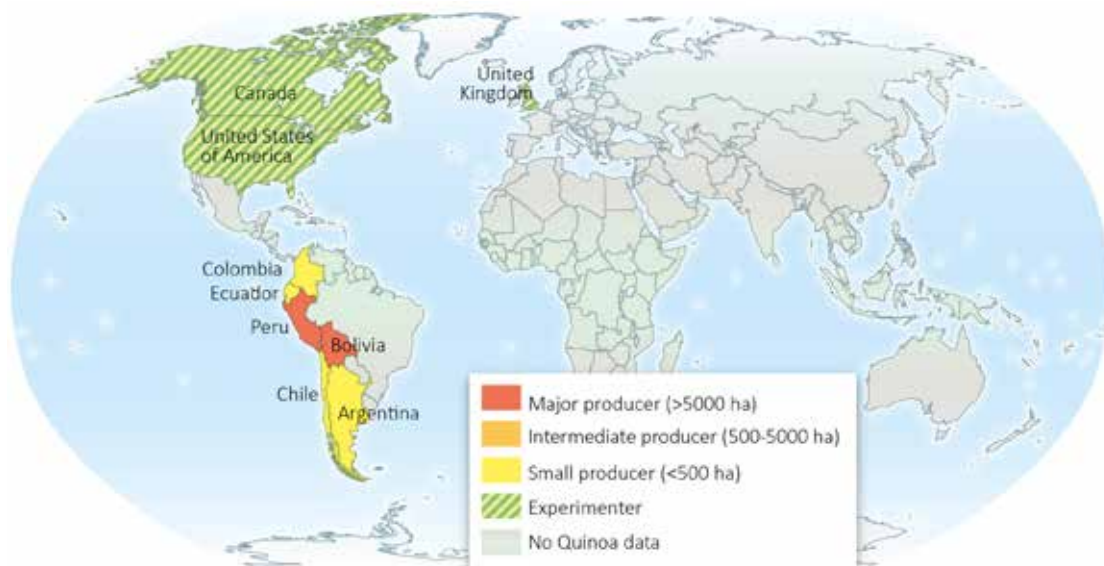 United
Kingdom
Canada
United States
of America
Colombia
Ecuador
Peru
Bolivia
Chile
Argentina
Major producer (>5000 ha)
Intermediate producer (500-5000 ha)
Small producer (<500 ha)
Experimenter
No Quinoa data